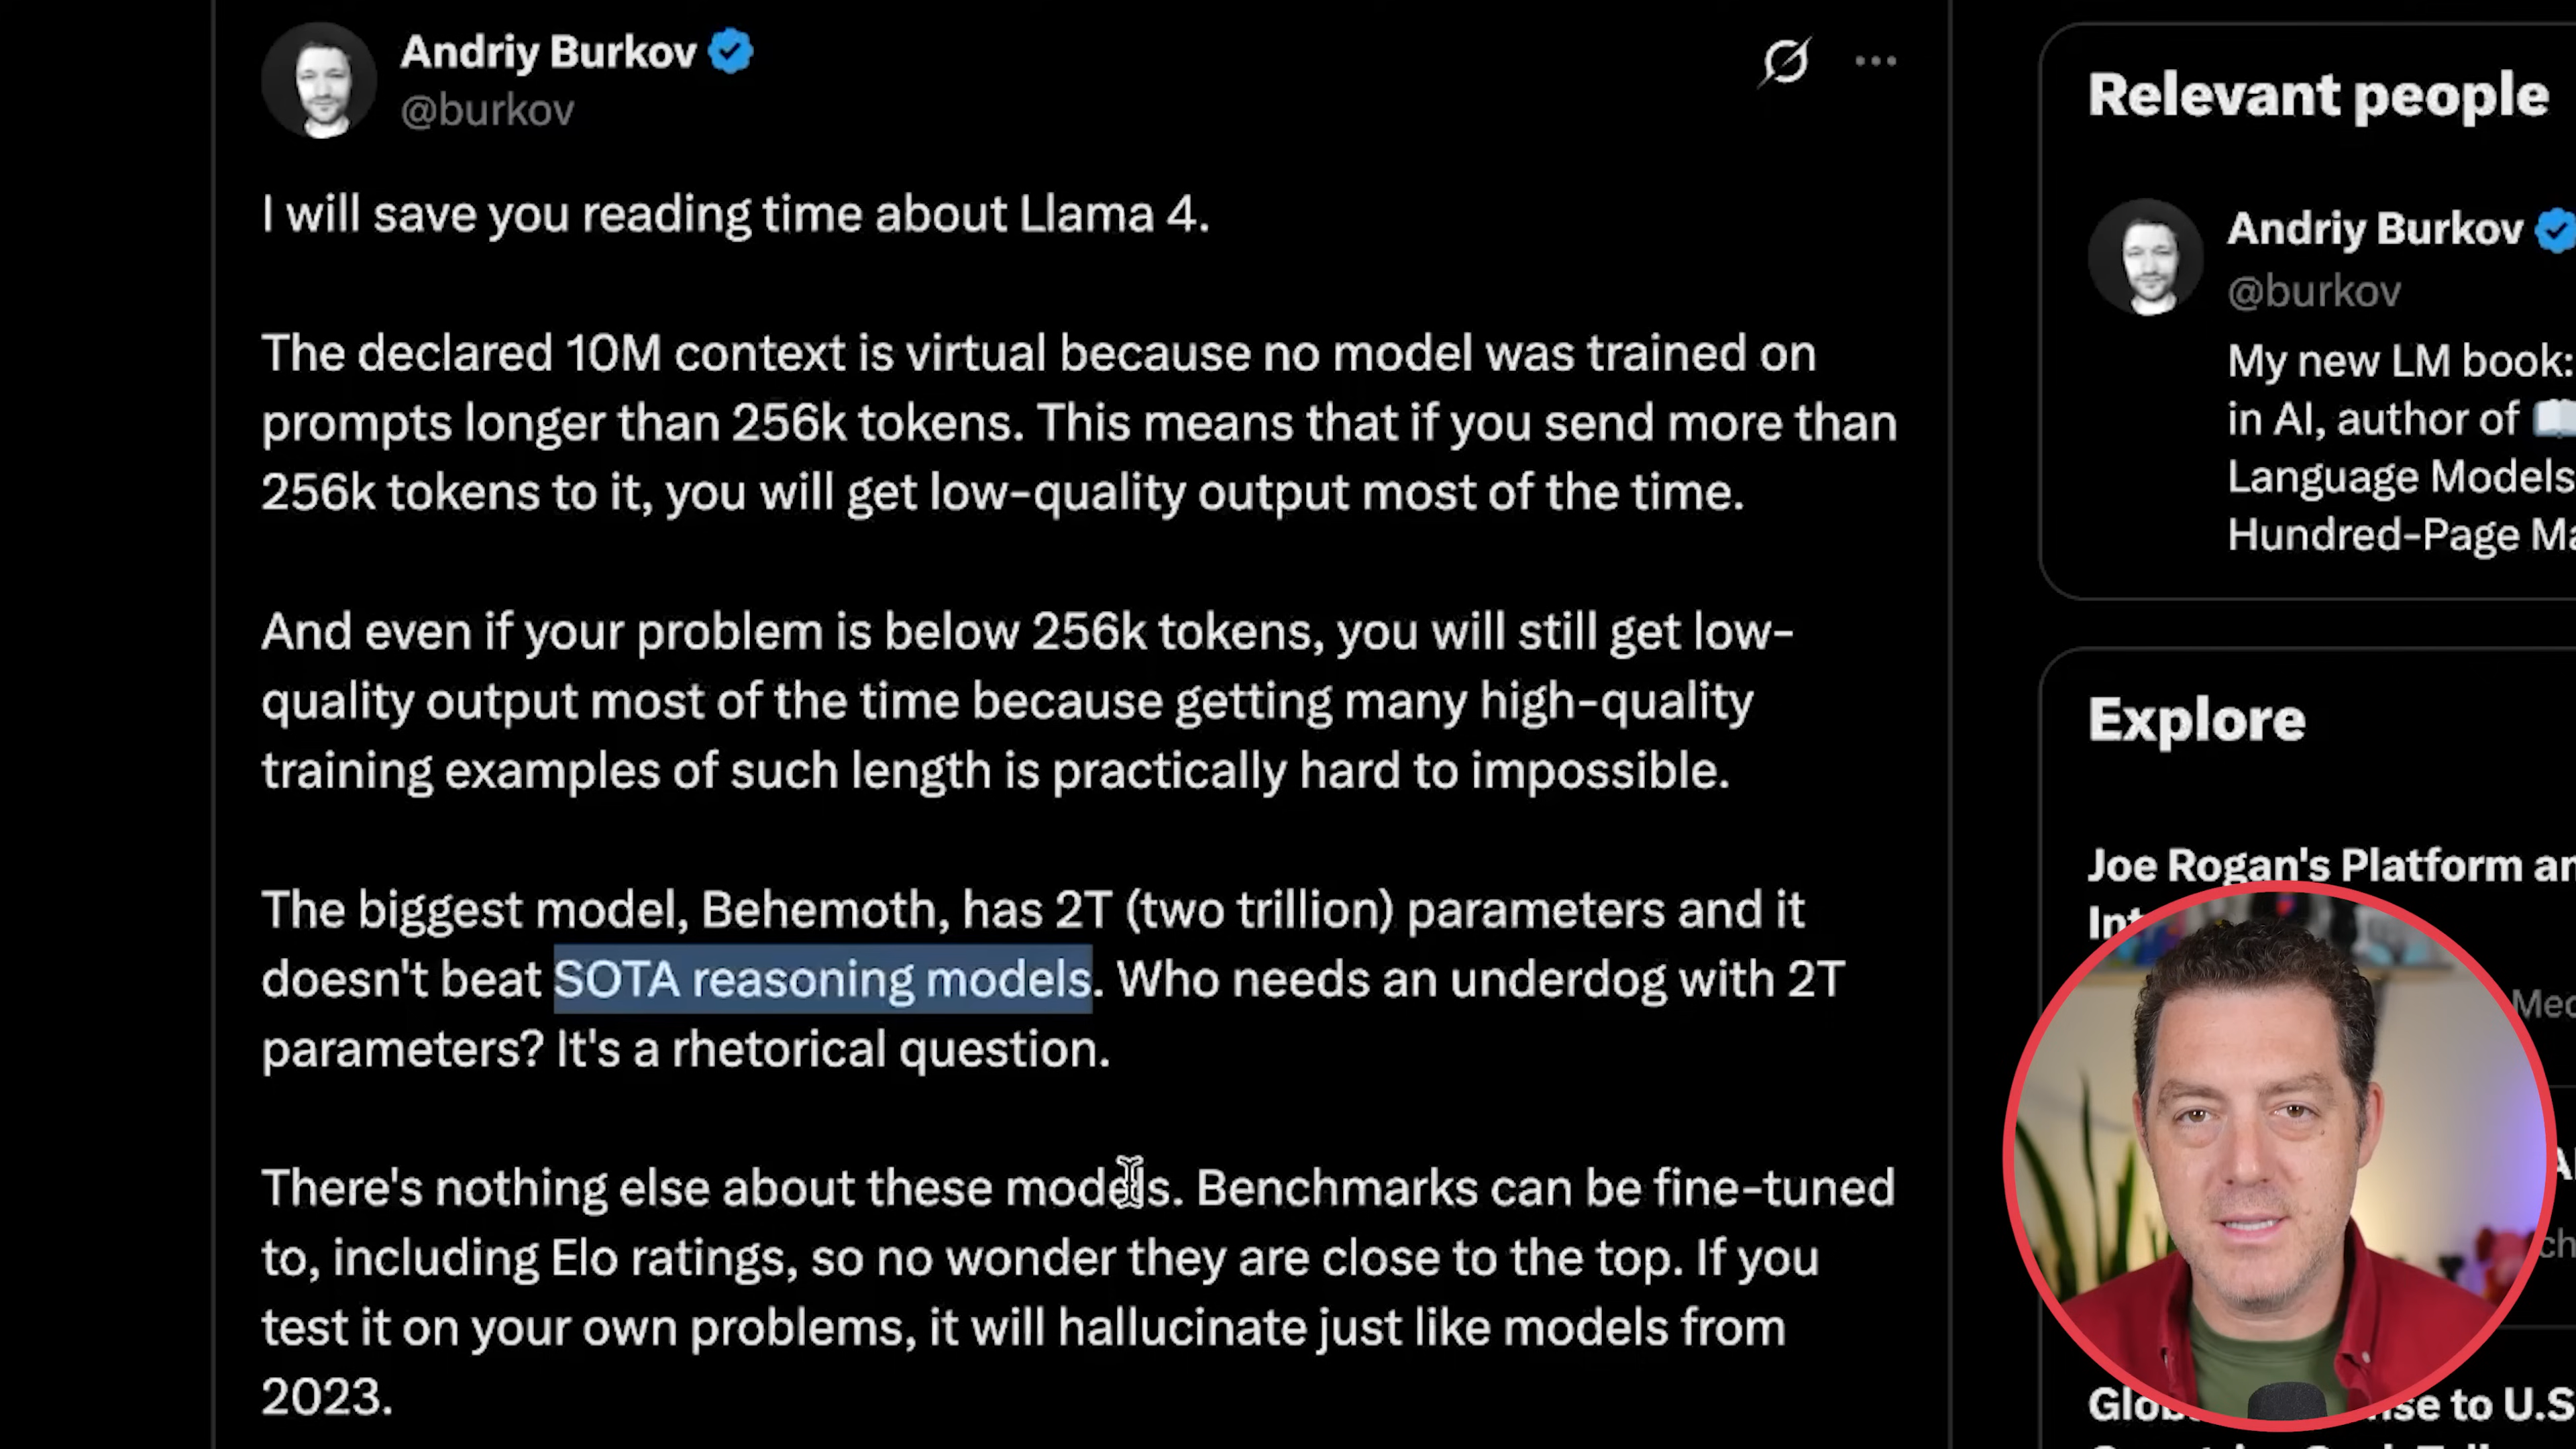 Andriy Burkov
@burkov
I will save you reading time about Llama 4.
The declared 10M context is virtual because no model was trained on
prompts longer than 256k tokens. This means that if you send more than
256k tokens to it, you will get low-quality output most of the time.
And even if your problem is below 256k tokens, you will still get low-
quality output most of the time because getting many high-quality
training examples of such length is practically hard to impossible.
The biggest model, Behemoth, has 2T (two trillion) parameters and it
doesn't beat SOTA reasoning models. Who needs an underdog with 2T
parameters? It's a rhetorical question.
There's nothing else about these models. Benchmarks can be fine-tuned
to, including Elo ratings, so no wonder they are close to the top. If you
test it on your own problems, it will hallucinate just like models from
2023.
Relevant people
Andriy Burkov
@burkov
My new LM book:
in AI, author of
Language Models
Hundred-Page
Explore
Joe Rogan's Platform
to U.S